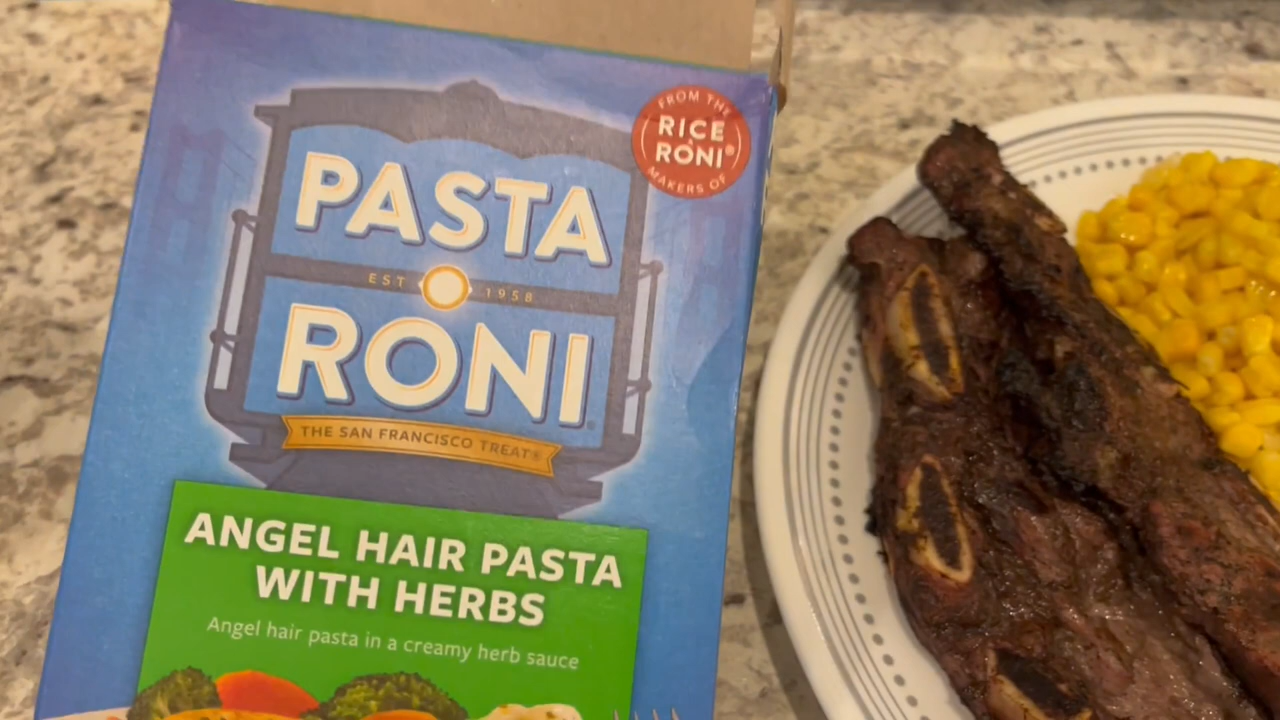 FROM THE
RICE
A
RONI®
MAKERS OF
PASTA
EST 1958
RONI®
THE SAN FRANCISCO TREAT®
ANGEL HAIR PASTA
WITH HERBS
Angel hair pasta in a creamy herb sauce